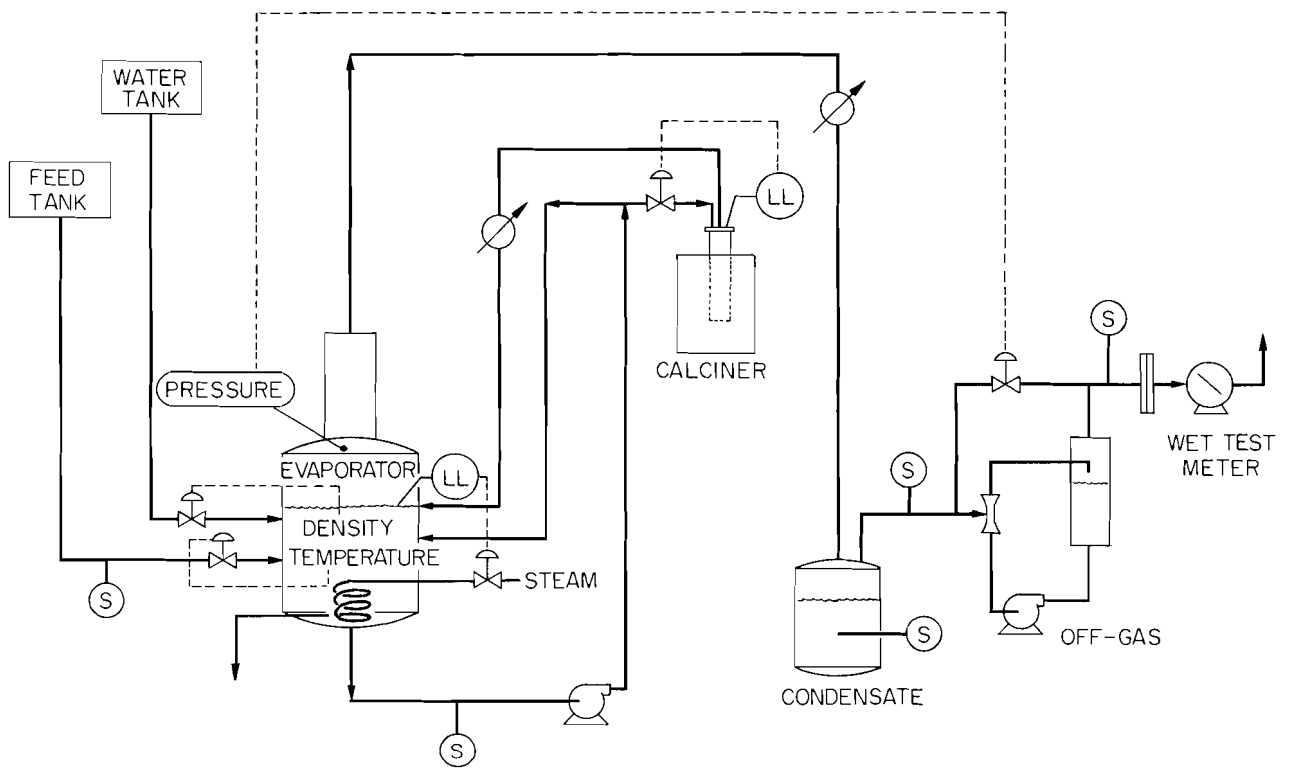 WATER
TANK
FEED
TANK
LL
CALCINER
S
PRESSURE
EVAPORATOR
LL
DENSITY
TEMPERATURE
STEAM
S
S
WET TEST
METER
S
OFF-GAS
CONDENSATE
S
S